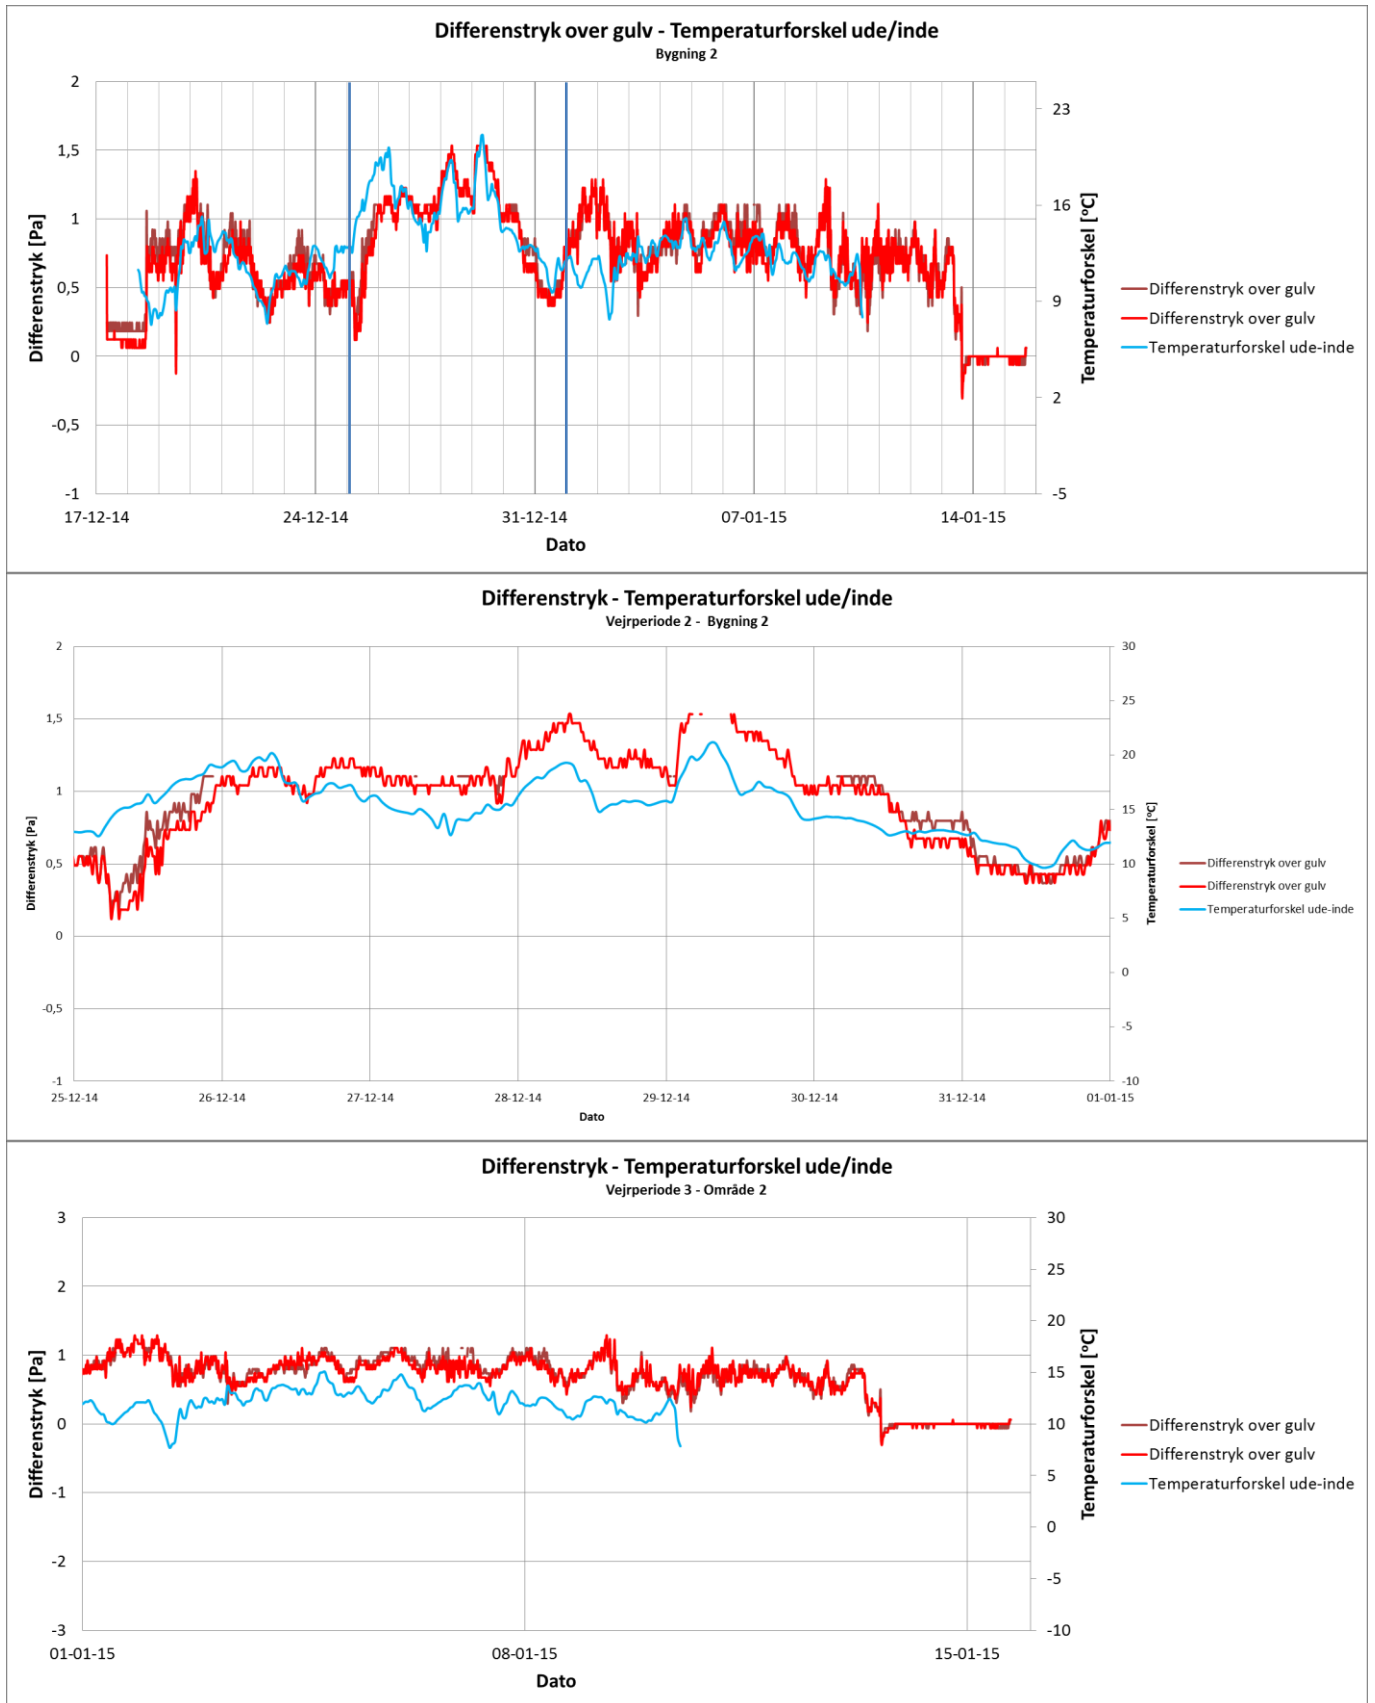 Differenstryk over gulv - Temperaturforskel ude/inde
Bygning 2
2
1,5
1
0,5
0
-0,5
-1
23
16
9
2
-5
Differenstryk [Pa]
Temperaturforskel [ºC]
Differenstryk over gulv
Differenstryk over gulv
Temperaturforskel ude-inde
17-12-14 24-12-14 31-12-14 07-01-15 14-01-15
Dato
Differenstryk - Temperaturforskel ude/inde
Vejrperiode 2 - Bygning 2
2
1,5
1
0,5
0
-0,5
-1
30
25
20
15
10
5
0
-5
-10
Differenstryk [Pa]
Temperaturforskel [ºC]
Differenstryk over gulv
Differenstryk over gulv
Temperaturforskel ude-inde
25-12-14 26-12-14 27-12-14 28-12-14 29-12-14 30-12-14 31-12-14 01-01-15
Dato
Differenstryk - Temperaturforskel ude/inde
Vejrperiode 3 - Område 2
3
2
1
0
-1
-2
-3
30
25
20
15
10
5
0
-5
-10
Differenstryk [Pa]
Temperaturforskel [ºC]
Differenstryk over gulv
Differenstryk over gulv
Temperaturforskel ude-inde
01-01-15 08-01-15 15-01-15
Dato